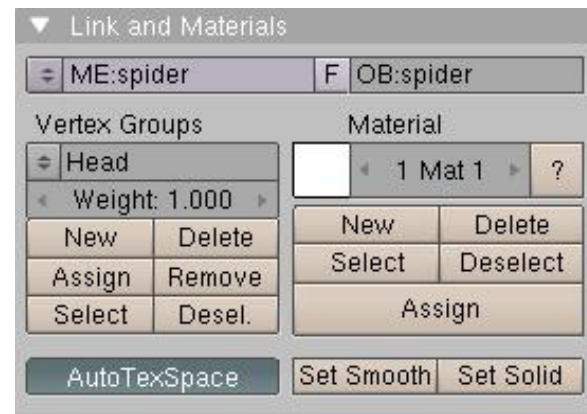 Link and Materials
ME:spider F OB:spider
Vertex Groups Material
Head
1 Mat 1 ?
Weight: 1.000
New Delete New Delete
Assign Remove Select Deselect
Select Desel. Assign
AutoTexSpace Set Smooth Set Solid